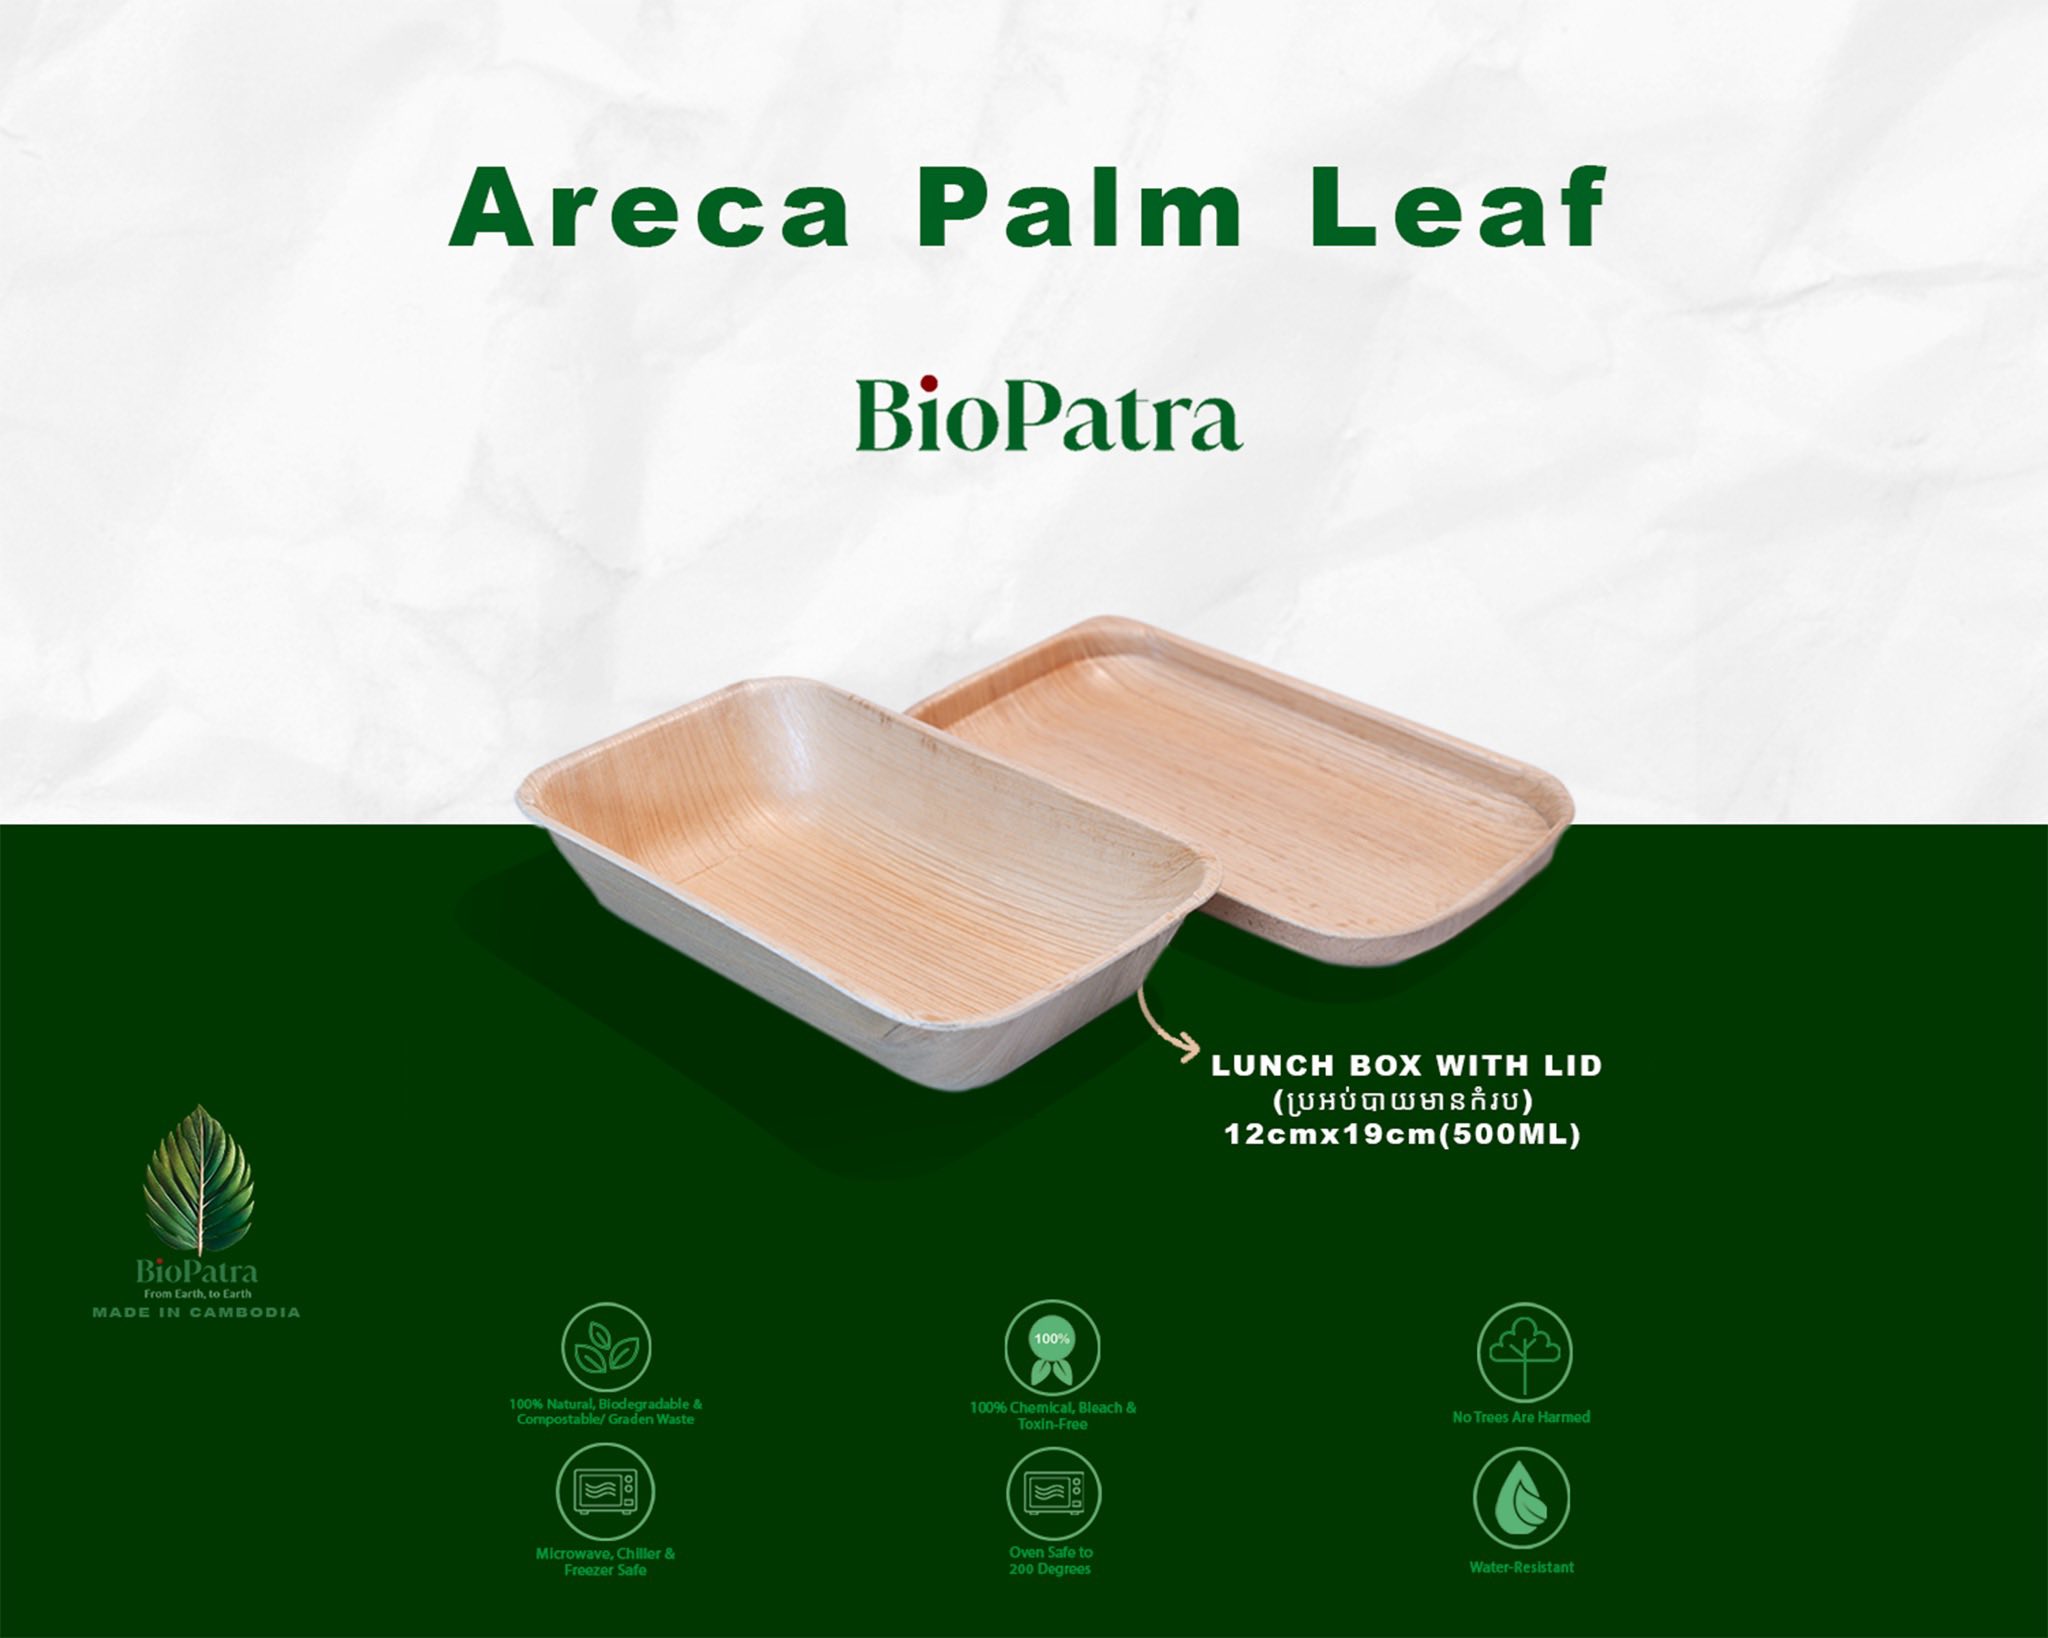 Areca Palm Leaf
BioPatra
LUNCH BOX WITH LID
(ប្រអប់បាយមានកំរប)
12cmx19cm(500ML)
BioPatra
From Earth, to Earth
MADE IN CAMBODIA
100% Natural, Biodegradable &
Compostable/ Graden Waste
100%
100% Chemical, Bleach &
Toxin-Free
No Trees Are Harmed
Microwave, Chiller &
Freezer Safe
Oven Safe to
200 Degrees
Water-Resistant